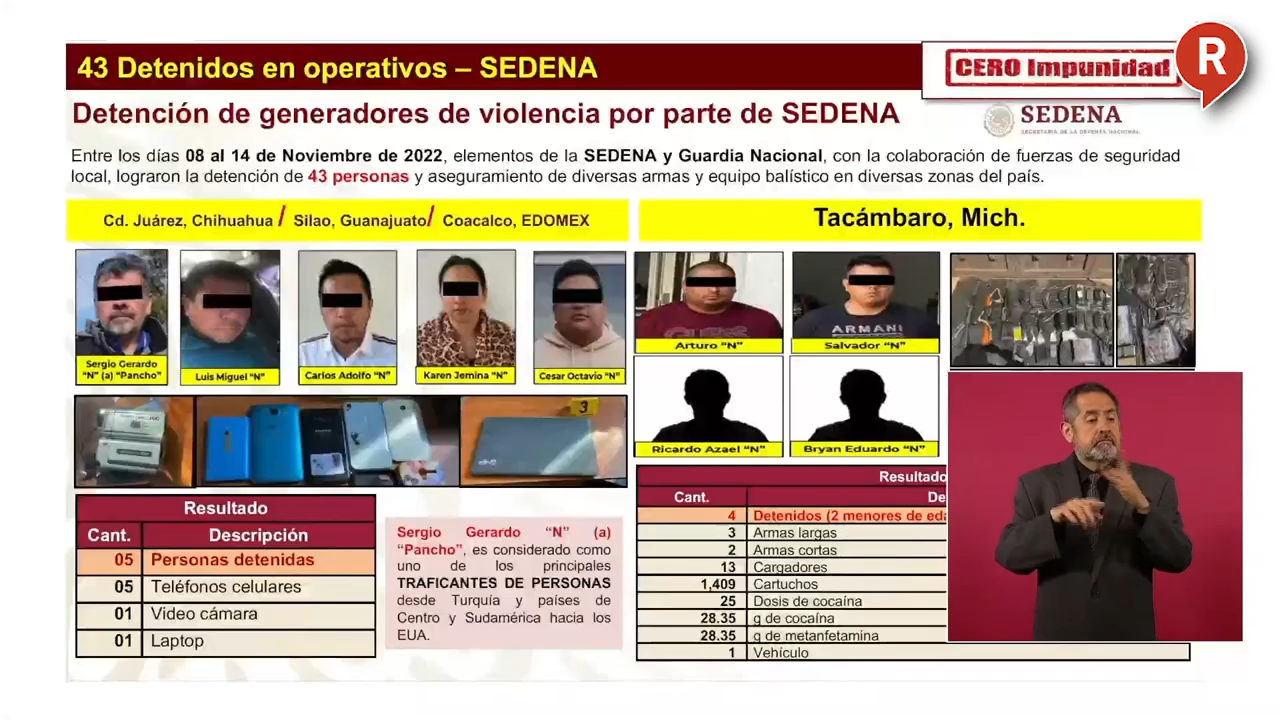 43 Detenidos en operativos – SEDENA
CERO Impunidad
R
Detención de generadores de violencia por parte de SEDENA
SEDENA
SECRETARÍA DE LA DEFENSA NACIONAL
Entre los días 08 al 14 de Noviembre de 2022, elementos de la SEDENA y Guardia Nacional, con la colaboración de fuerzas de seguridad
local, lograron la detención de 43 personas y aseguramiento de diversas armas y equipo balístico en diversas zonas del país.
Cd. Juárez, Chihuahua / Silao, Guanajuato/ Coacalco, EDOMEX
Sergio Gerardo
“N” (a) “Pancho”
Luis Miguel “N”
Carlos Adolfo “N”
Karen Jemina “N”
Cesar Octavio “N”
3
Resultado
Cant. Descripción
05 Personas detenidas
05 Teléfonos celulares
01 Video cámara
01 Laptop
Sergio Gerardo “N” (a)
“Pancho”, es considerado como
uno de los principales
TRAFICANTES DE PERSONAS
desde Turquía y países de
Centro y Sudamérica hacia los
EUA.
Tacámbaro, Mich.
GUESS
Arturo “N”
ARMANI
Salvador “N”
Ricardo Azael “N”
Bryan Eduardo “N”
Resultado
Cant. De
4 Detenidos (2 menores de eda
3 Armas largas
2 Armas cortas
13 Cargadores
1,409 Cartuchos
25 Dosis de cocaína
28.35 g de cocaína
28.35 g de metanfetamina
1 Vehículo